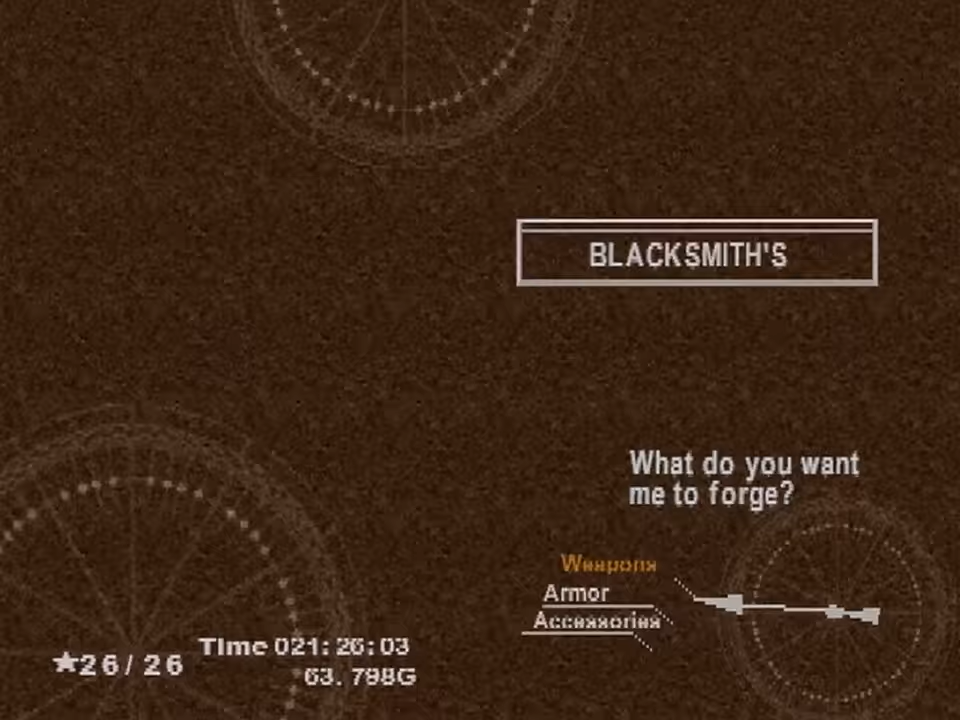 BLACKSMITH'S
What do you want
me to forge?
Weapons
Armor
Accessories
★26/26
Time 021:26:03
63.798G